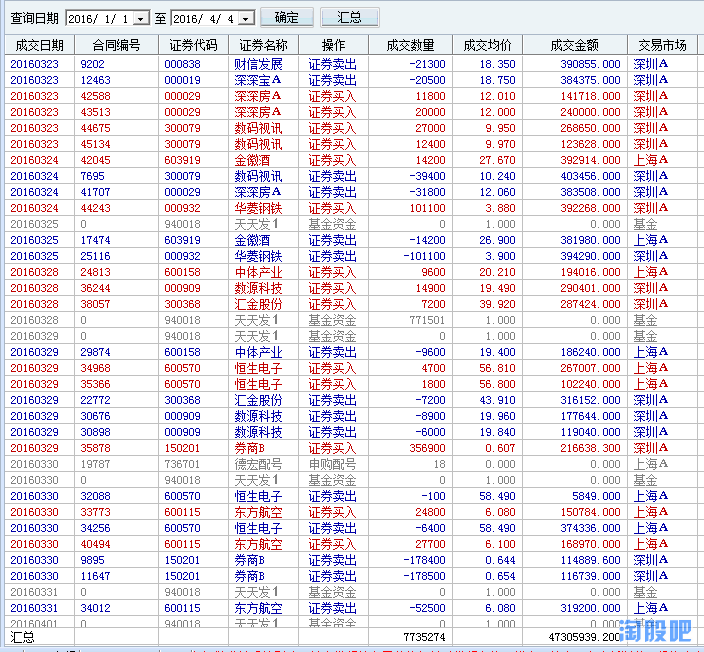 查询日期 2016/ 1/ 1 至 2016/ 4/ 4 确定 汇总
成交日期 合同编号 证券代码 证券名称 操作 成交数量 成交均价 成交金额 交易市场
20160323 9202 000838 财信发展 证券卖出 -21300 18.350 390855.000 深圳A
20160323 12463 000019 深深宝A 证券卖出 -20500 18.750 384375.000 深圳A
20160323 42588 000029 深深房A 证券买入 11800 12.010 141718.000 深圳A
20160323 43513 000029 深深房A 证券买入 20000 12.000 240000.000 深圳A
20160323 44675 300079 数码视讯 证券买入 27000 9.950 268650.000 深圳A
20160323 45134 300079 数码视讯 证券买入 12400 9.970 123628.000 深圳A
20160324 42045 603919 金徽酒 证券买入 14200 27.670 392914.000 上海A
20160324 7695 300079 数码视讯 证券卖出 -39400 10.240 403456.000 深圳A
20160324 41707 000029 深深房A 证券卖出 -31800 12.060 383508.000 深圳A
20160324 44243 000932 华菱钢铁 证券买入 101100 3.880 392268.000 深圳A
20160325 0 940018 天天发1 基金资金 0 1.000 0.000 基金
20160325 17474 603919 金徽酒 证券卖出 -14200 26.900 381980.000 上海A
20160325 25116 000932 华菱钢铁 证券卖出 -101100 3.900 394290.000 深圳A
20160328 24813 600158 中体产业 证券买入 9600 20.210 194016.000 上海A
20160328 36244 000909 数源科技 证券买入 14900 19.490 290401.000 深圳A
20160328 38057 300368 汇金股份 证券买入 7200 39.920 287424.000 深圳A
20160328 0 940018 天天发1 基金资金 771501 1.000 0.000 基金
20160329 0 940018 天天发1 基金资金 0 1.000 0.000 基金
20160329 29874 600158 中体产业 证券卖出 -9600 19.400 186240.000 上海A
20160329 34968 600570 恒生电子 证券买入 4700 56.810 267007.000 上海A
20160329 35366 600570 恒生电子 证券买入 1800 56.800 102240.000 上海A
20160329 22772 300368 汇金股份 证券卖出 -7200 43.910 316152.000 深圳A
20160329 30676 000909 数源科技 证券卖出 -8900 19.960 177644.000 深圳A
20160329 30898 000909 数源科技 证券卖出 -6000 19.840 119040.000 深圳A
20160329 35878 150201 券商B 证券买入 356900 0.607 216638.300 深圳A
20160330 19787 736701 德宏配号 申购配号 18 0.000 0.000 上海A
20160330 0 940018 天天发1 基金资金 0 1.000 0.000 基金
20160330 32088 600570 恒生电子 证券卖出 -100 58.490 5849.000 上海A
20160330 33773 600115 东方航空 证券买入 24800 6.080 150784.000 上海A
20160330 34256 600570 恒生电子 证券卖出 -6400 58.490 374336.000 上海A
20160330 40494 600115 东方航空 证券买入 27700 6.100 168970.000 上海A
20160330 9895 150201 券商B 证券卖出 -178400 0.644 114889.600 深圳A
20160330 11647 150201 券商B 证券卖出 -178500 0.654 116739.000 深圳A
20160331 0 940018 天天发1 基金资金 0 1.000 0.000 基金
20160331 34012 600115 东方航空 证券卖出 -52500 6.080 319200.000 上海A
20160401 0 940018 天天发1 基金资金 0 1.000 0.000 基金
汇总 7735274 47305939.200
淘股吧